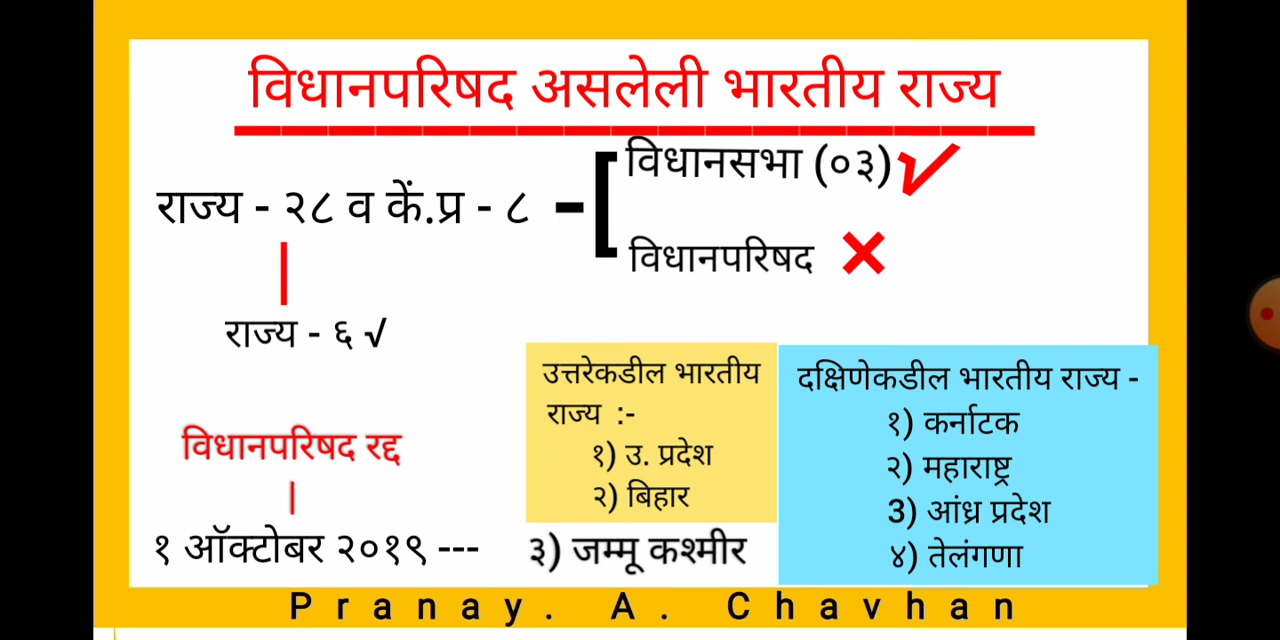 विधानपरिषद असलेली भारतीय राज्य
राज्य - २८ व कें.प्र - ८ -
विधानसभा (०३) √
विधानपरिषद ×
राज्य - ६ √
विधानपरिषद रद्द
१ ऑक्टोबर २०१९ ---
उत्तरेकडील भारतीय
राज्य :-
१) उ. प्रदेश
२) बिहार
३) जम्मू कश्मीर
दक्षिणेकडील भारतीय राज्य -
१) कर्नाटक
२) महाराष्ट्र
3) आंध्र प्रदेश
४) तेलंगणा
Pranay. A. Chavhan